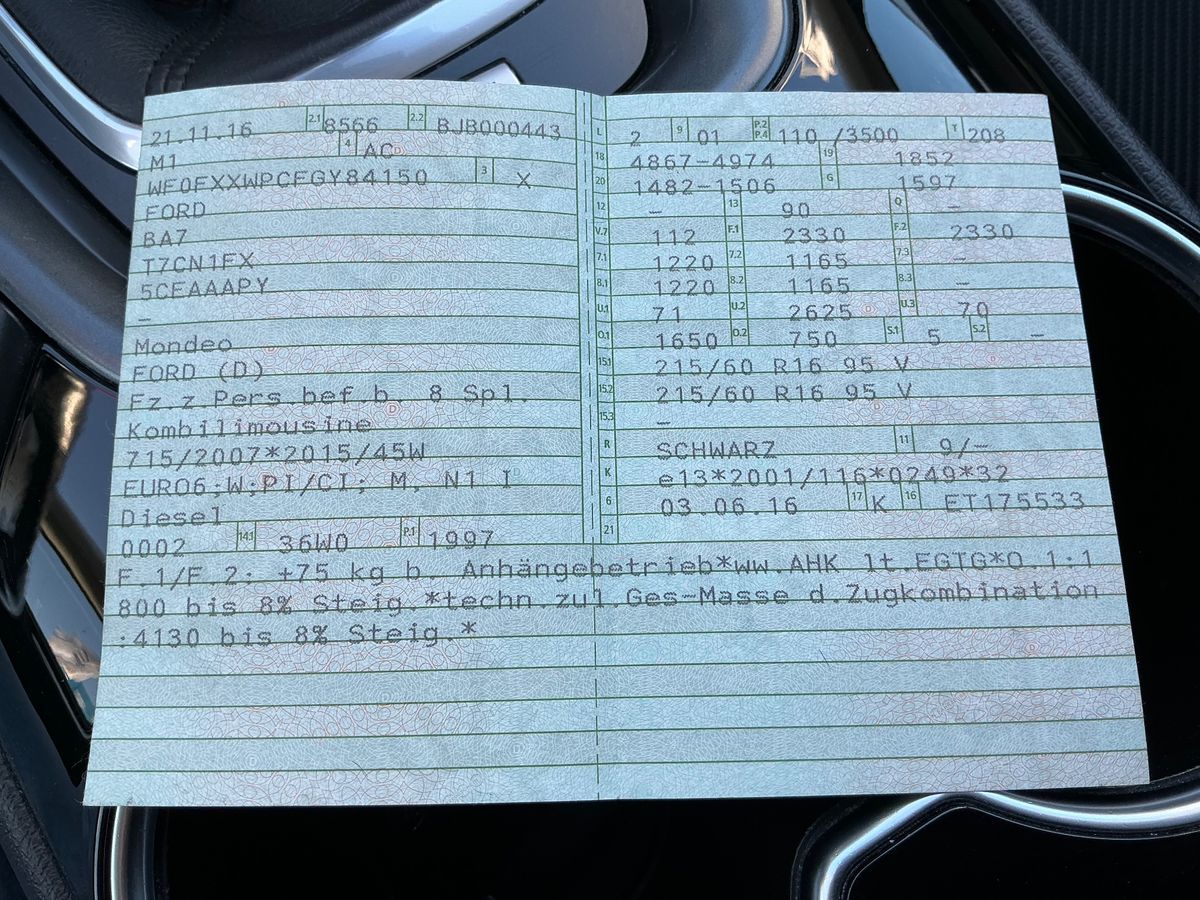 21.11.16 2.1 8566 2.2 BJB000443
M1 4 AC
WF0FXXWPCFGY84150 3 X
FORD
BA7
T7CN1FX
5CFAAAPY
–
Mondeo
FORD (D)
Fz.z.Pers.bef.b. 8 Spl.
Kombilimousine
715/2007*2015/45W
EURO6;W;PI/CI; M, N1 I
Diesel
0002 14.1 36W0 P.1 1997
L 2 9 01 P.2 P.4 110 /3500 T 208
18 4867-4974 19 1852
20 1482-1506 G 1597
12 – 13 90 Q –
V.7 112 F.1 2330 F.2 2330
7.1 1220 7.2 1165 7.3 –
8.1 1220 8.2 1165 8.3 –
U.1 71 U.2 2625 U.3 70
O.1 1650 O.2 750 S.1 5 S.2 –
15.1 215/60 R16 95 V
15.2 215/60 R16 95 V
15.3 –
R SCHWARZ 11 9/-
K e13*2001/116*0249*32
6 03.06.16 17 K 16 ET175533
21
F.1/F.2: +75 kg b. Anhängebetrieb*ww.AHK lt.EGTG*O.1:1
800 bis 8% Steig.*techn.zul.Ges-Masse d.Zugkombination
:4130 bis 8% Steig.*